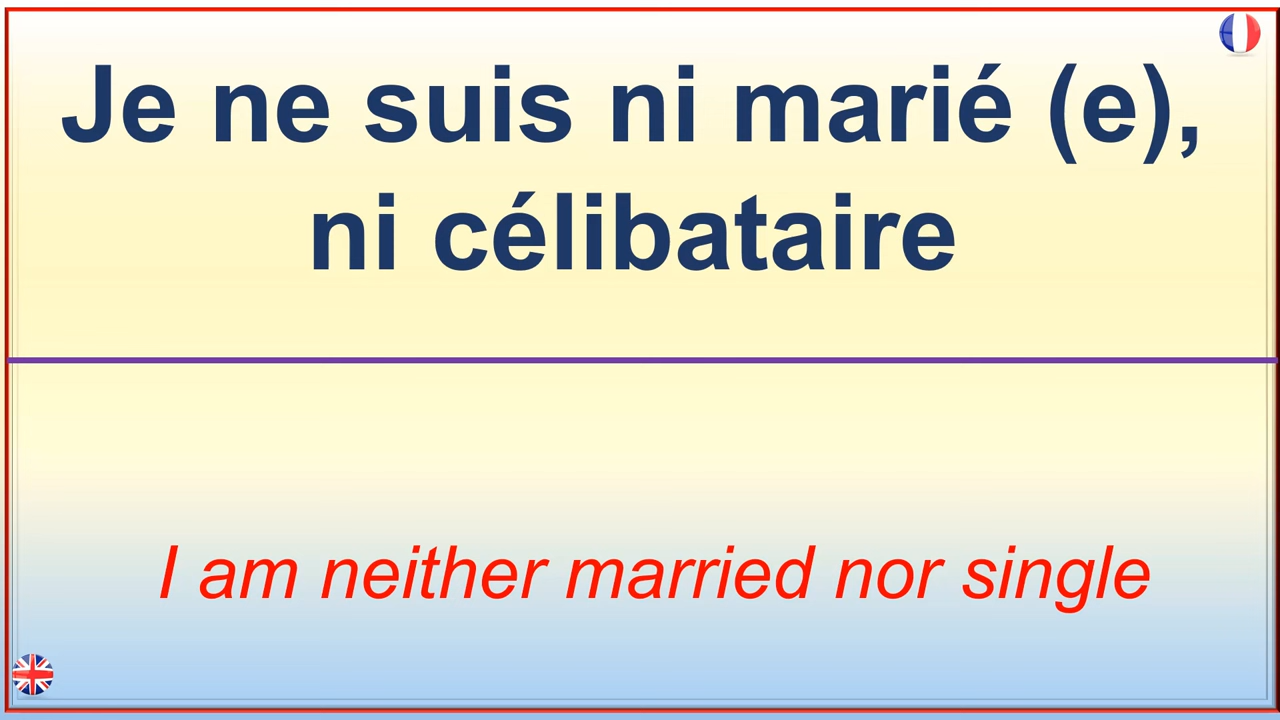 Je ne suis ni marié (e),
ni célibataire
I am neither married nor single